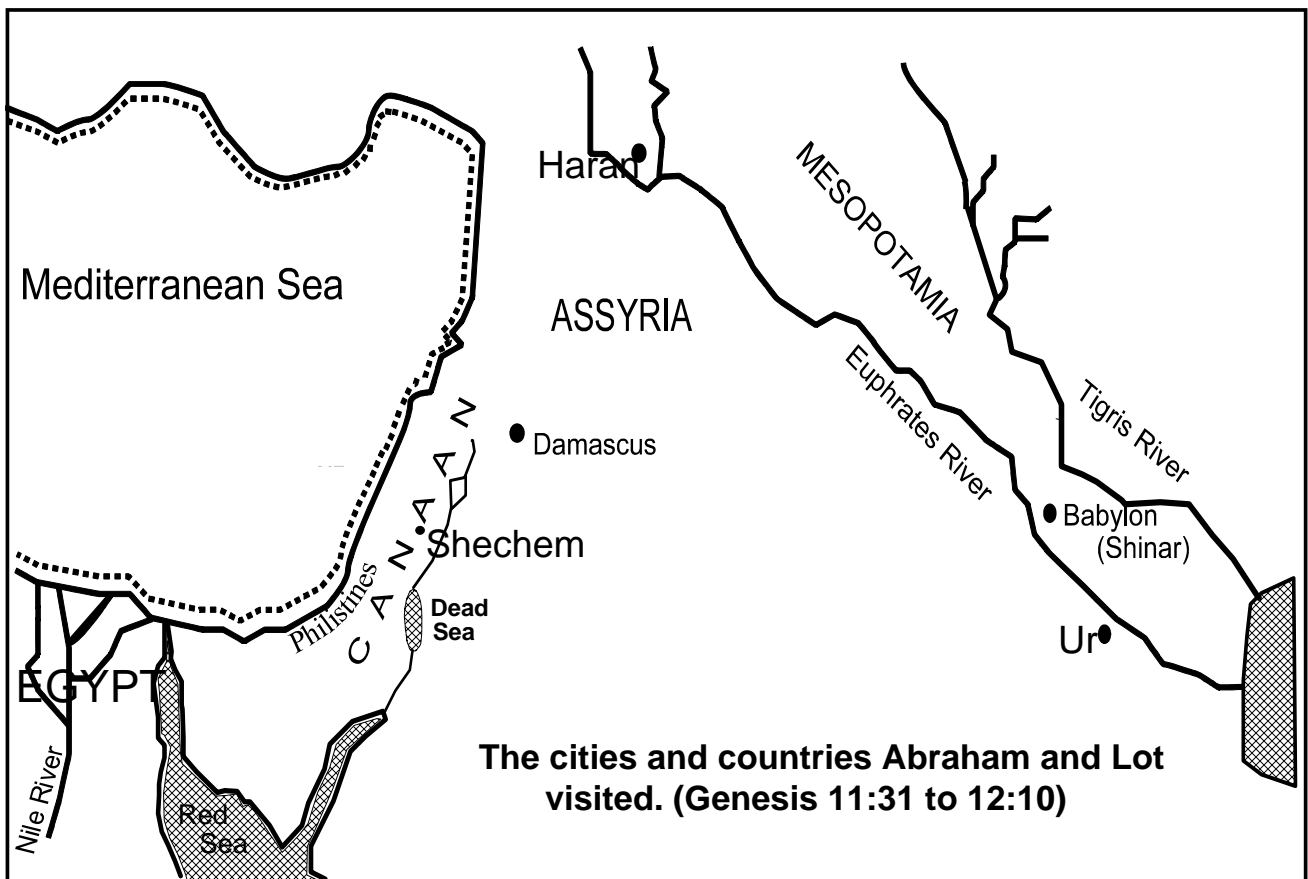 Haran
MESOPOTAMIA
Mediterranean Sea
ASSYRIA
Euphrates River
Tigris River
CANAAN
Damascus
Babylon
(Shinar)
Shechem
Philistines
Dead
Sea
Ur
EGYPT
Nile River
Red
Sea
The cities and countries Abraham and Lot
visited. (Genesis 11:31 to 12:10)